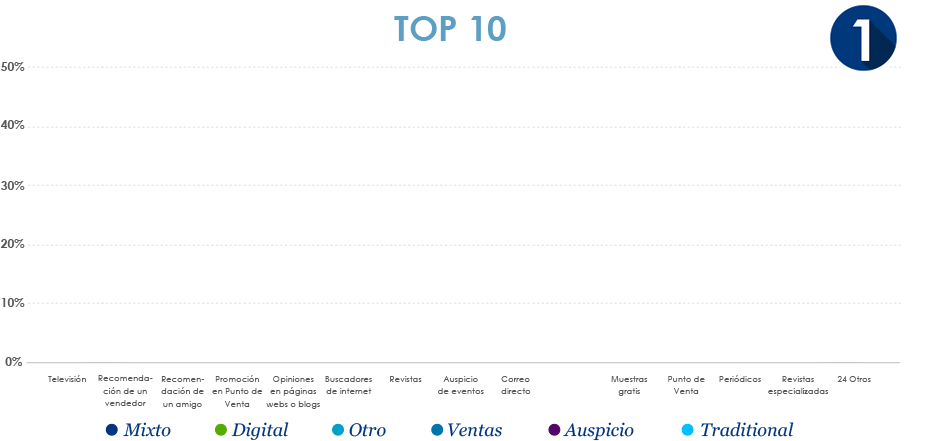 TOP 10
1
50%
40%
30%
20%
10%
0%
Televisión
Recomenda-
ción de un
vendedor
Recomen-
dación de
un amigo
Promoción
en Punto de
Venta
Opiniones
en páginas
webs o blogs
Buscadores
de internet
Revistas
Auspicio
de eventos
Correo
directo
Muestras
gratis
Punto de
Venta
Periódicos
Revistas
especializadas
24 Otros
Mixto
Digital
Otro
Ventas
Auspicio
Traditional